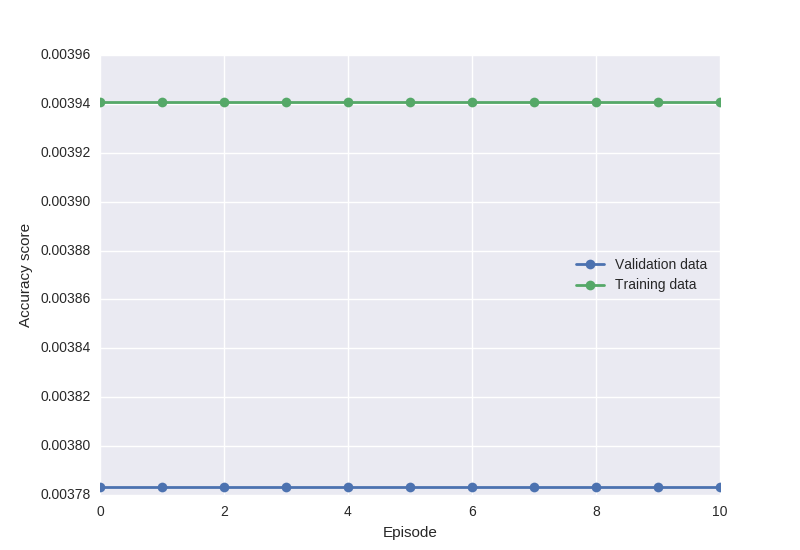 0.00396
0.00394
0.00392
0.00390
0.00388
0.00386
0.00384
0.00382
0.00380
0.00378
Accuracy score
Validation data
Training data
0 2 4 6 8 10
Episode